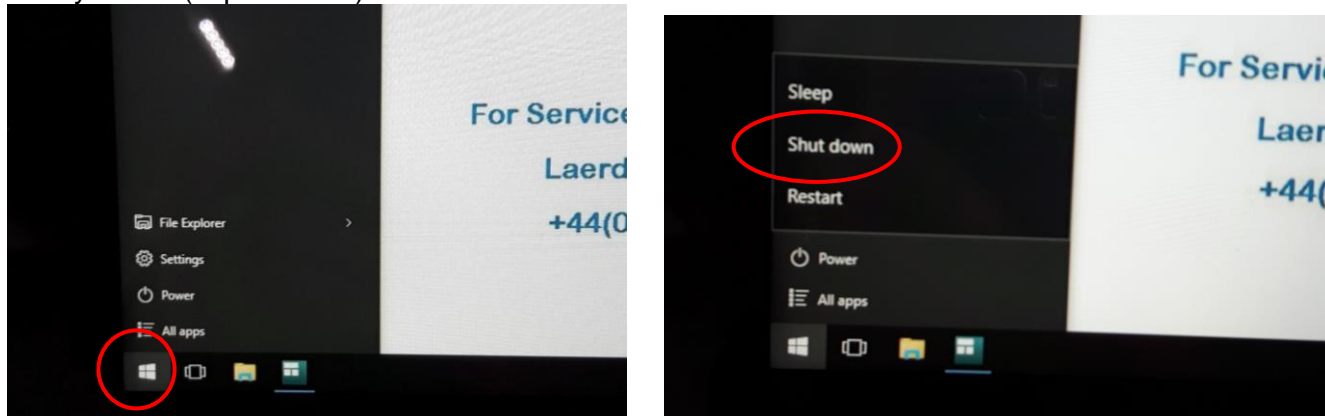 For Service
Laerd
+44(0
File Explorer
Settings
Power
All apps
For Servi
Laer
+44(
Sleep
Shut down
Restart
Power
All apps